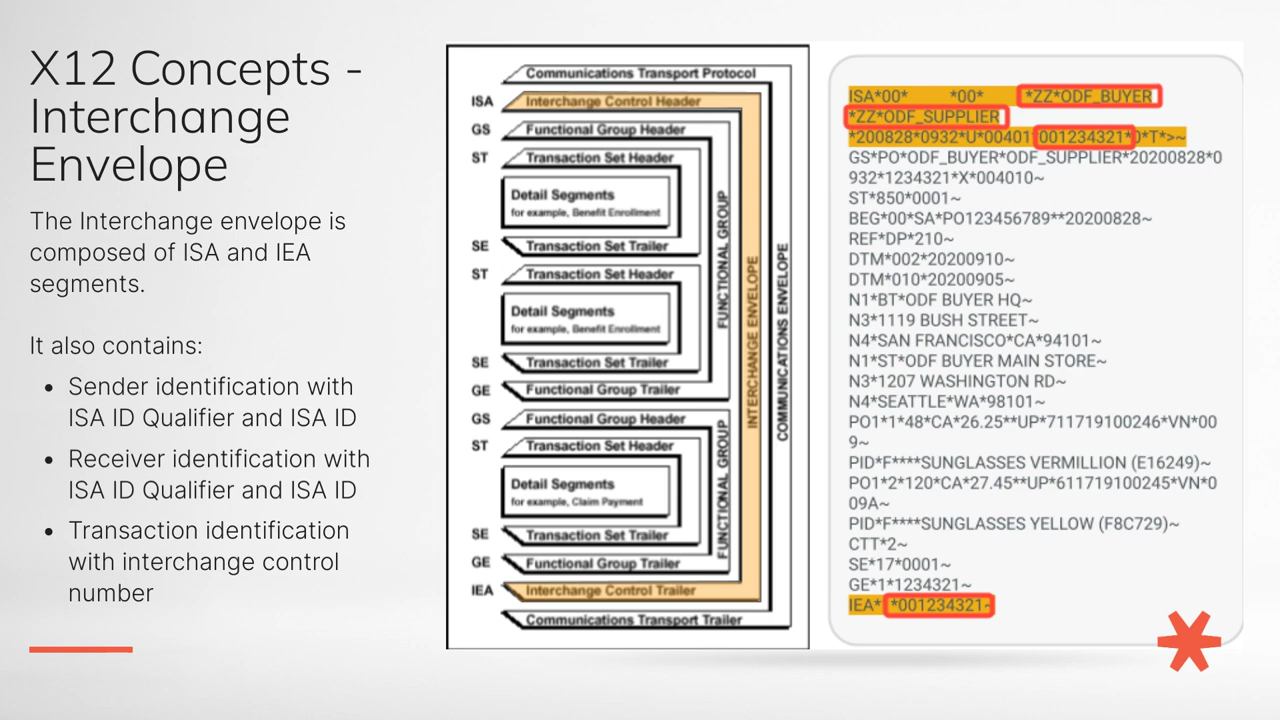 X12 Concepts -
Interchange
Envelope
The Interchange envelope is
composed of ISA and IEA
segments.
It also contains:
• Sender identification with
ISA ID Qualifier and ISA ID
• Receiver identification with
ISA ID Qualifier and ISA ID
• Transaction identification
with interchange control
number
Communications Transport Protocol
ISA Interchange Control Header
GS Functional Group Header
ST Transaction Set Header
Detail Segments
for example, Benefit Enrollment
SE Transaction Set Trailer
ST Transaction Set Header
Detail Segments
for example, Benefit Enrollment
SE Transaction Set Trailer
GE Functional Group Trailer
GS Functional Group Header
ST Transaction Set Header
Detail Segments
for example, Claim Payment
SE Transaction Set Trailer
GE Functional Group Trailer
IEA Interchange Control Trailer
Communications Transport Trailer
FUNCTIONAL GROUP
FUNCTIONAL GROUP
INTERCHANGE ENVELOPE
COMMUNICATIONS ENVELOPE
ISA*00* *00* *ZZ*ODF_BUYER
*ZZ*ODF_SUPPLIER
*200828*0932*U*00401*001234321*0*T*>~
GS*PO*ODF_BUYER*ODF_SUPPLIER*20200828*0
932*1234321*X*004010~
ST*850*0001~
BEG*00*SA*PO123456789**20200828~
REF*DP*210~
DTM*002*20200910~
DTM*010*20200905~
N1*BT*ODF BUYER HQ~
N3*1119 BUSH STREET~
N4*SAN FRANCISCO*CA*94101~
N1*ST*ODF BUYER MAIN STORE~
N3*1207 WASHINGTON RD~
N4*SEATTLE*WA*98101~
PO1*1*48*CA*26.25**UP*711719100246*VN*00
9~
PID*F****SUNGLASSES VERMILLION (E16249)~
PO1*2*120*CA*27.45**UP*611719100245*VN*0
09A~
PID*F****SUNGLASSES YELLOW (F8C729)~
CTT*2~
SE*17*0001~
GE*1*1234321~
IEA* *001234321~